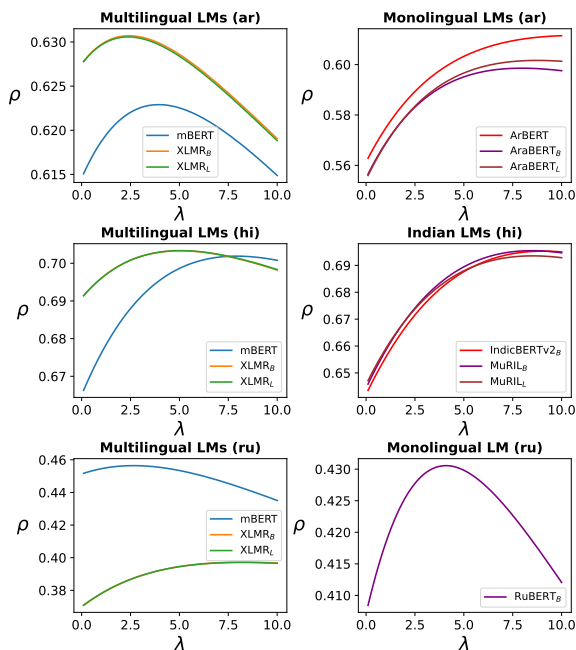 Multilingual LMs (ar)
ρ
0.630
0.625
0.620
0.615
mBERT
XLMR_B
XLMR_L
0.0 2.5 5.0 7.5 10.0
λ
Monolingual LMs (ar)
ρ
0.60
0.58
0.56
ArBERT
AraBERT_B
AraBERT_L
0.0 2.5 5.0 7.5 10.0
λ
Multilingual LMs (hi)
ρ
0.70
0.69
0.68
0.67
mBERT
XLMR_B
XLMR_L
0.0 2.5 5.0 7.5 10.0
λ
Indian LMs (hi)
ρ
0.69
0.68
0.67
0.66
0.65
IndicBERTv2_B
MuRIL_B
MuRIL_L
0.0 2.5 5.0 7.5 10.0
λ
Multilingual LMs (ru)
ρ
0.46
0.44
0.42
0.40
0.38
mBERT
XLMR_B
XLMR_L
0.0 2.5 5.0 7.5 10.0
λ
Monolingual LM (ru)
ρ
0.430
0.425
0.420
0.415
0.410
RuBERT_B
0.0 2.5 5.0 7.5 10.0
λ